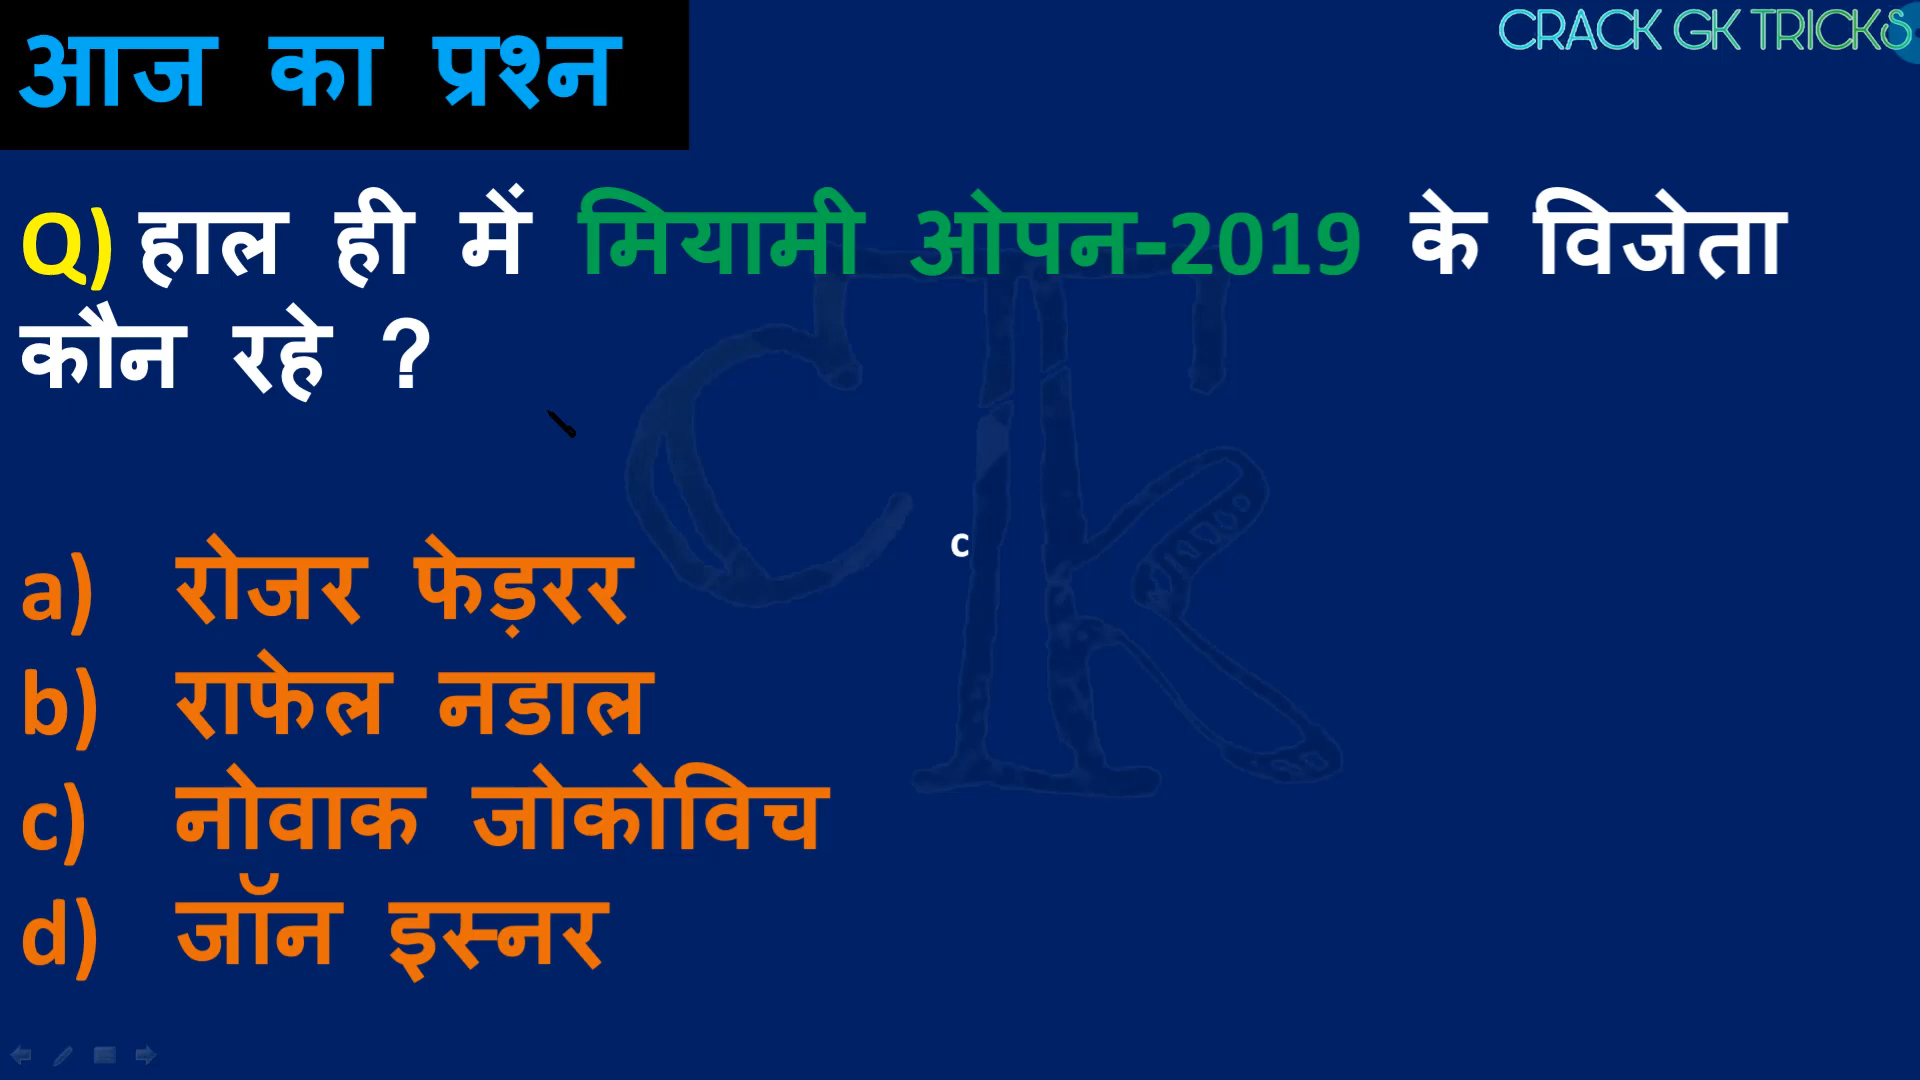 आज का प्रश्न
CRACK GK TRICKS
Q) हाल ही में मियामी ओपन-2019 के विजेता
कौन रहे ?
c
a) रोजर फेड़रर
b) राफेल नडाल
c) नोवाक जोकोविच
d) जॉन इस्नर